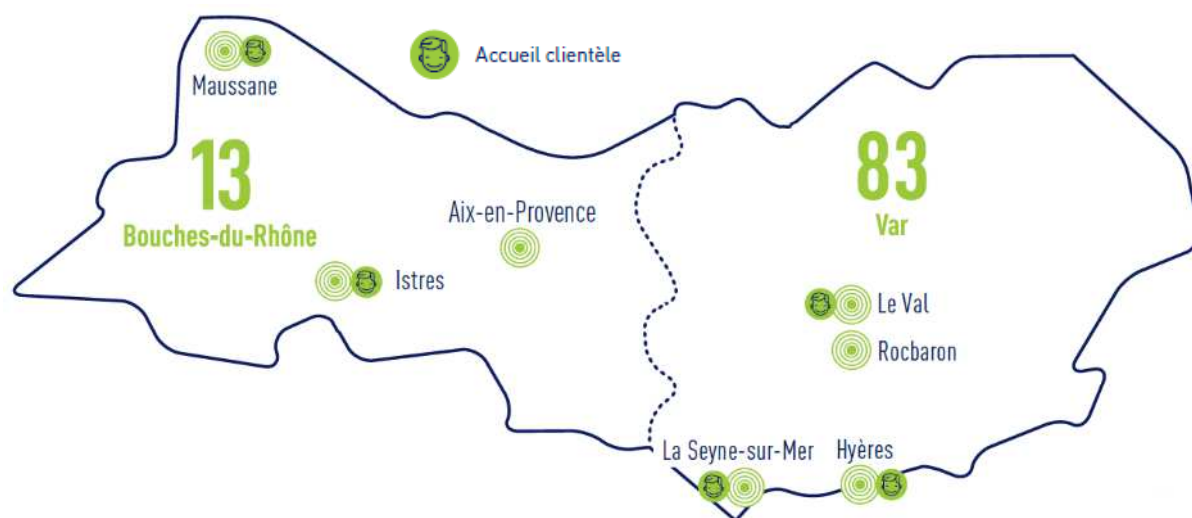 Accueil clientèle
Maussane
13
Bouches-du-Rhône
83
Var
Aix-en-Provence
Istres
Le Val
Rocbaron
La Seyne-sur-Mer
Hyères